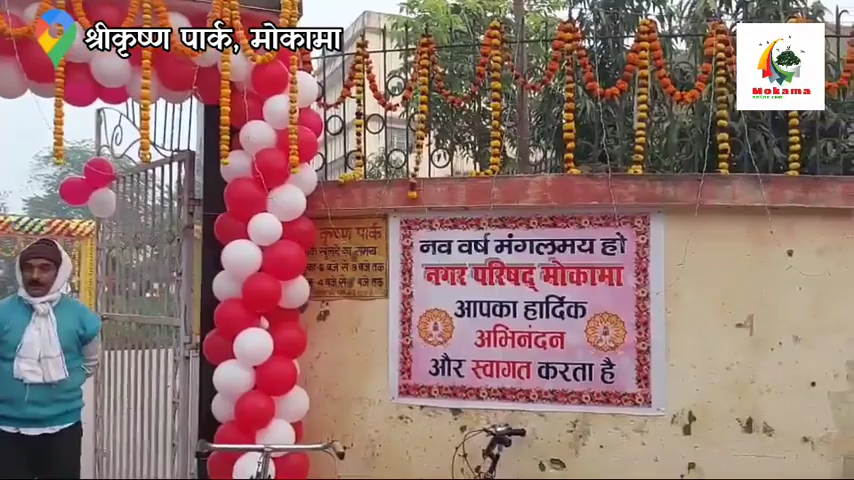 श्रीकृष्ण पार्क, मोकामा
MOKAMA
नव वर्ष मंगलमय हो
नगर परिषद् मोकामा
आपका हार्दिक
अभिनंदन
और स्वागत करता है
कृष्ण पार्क